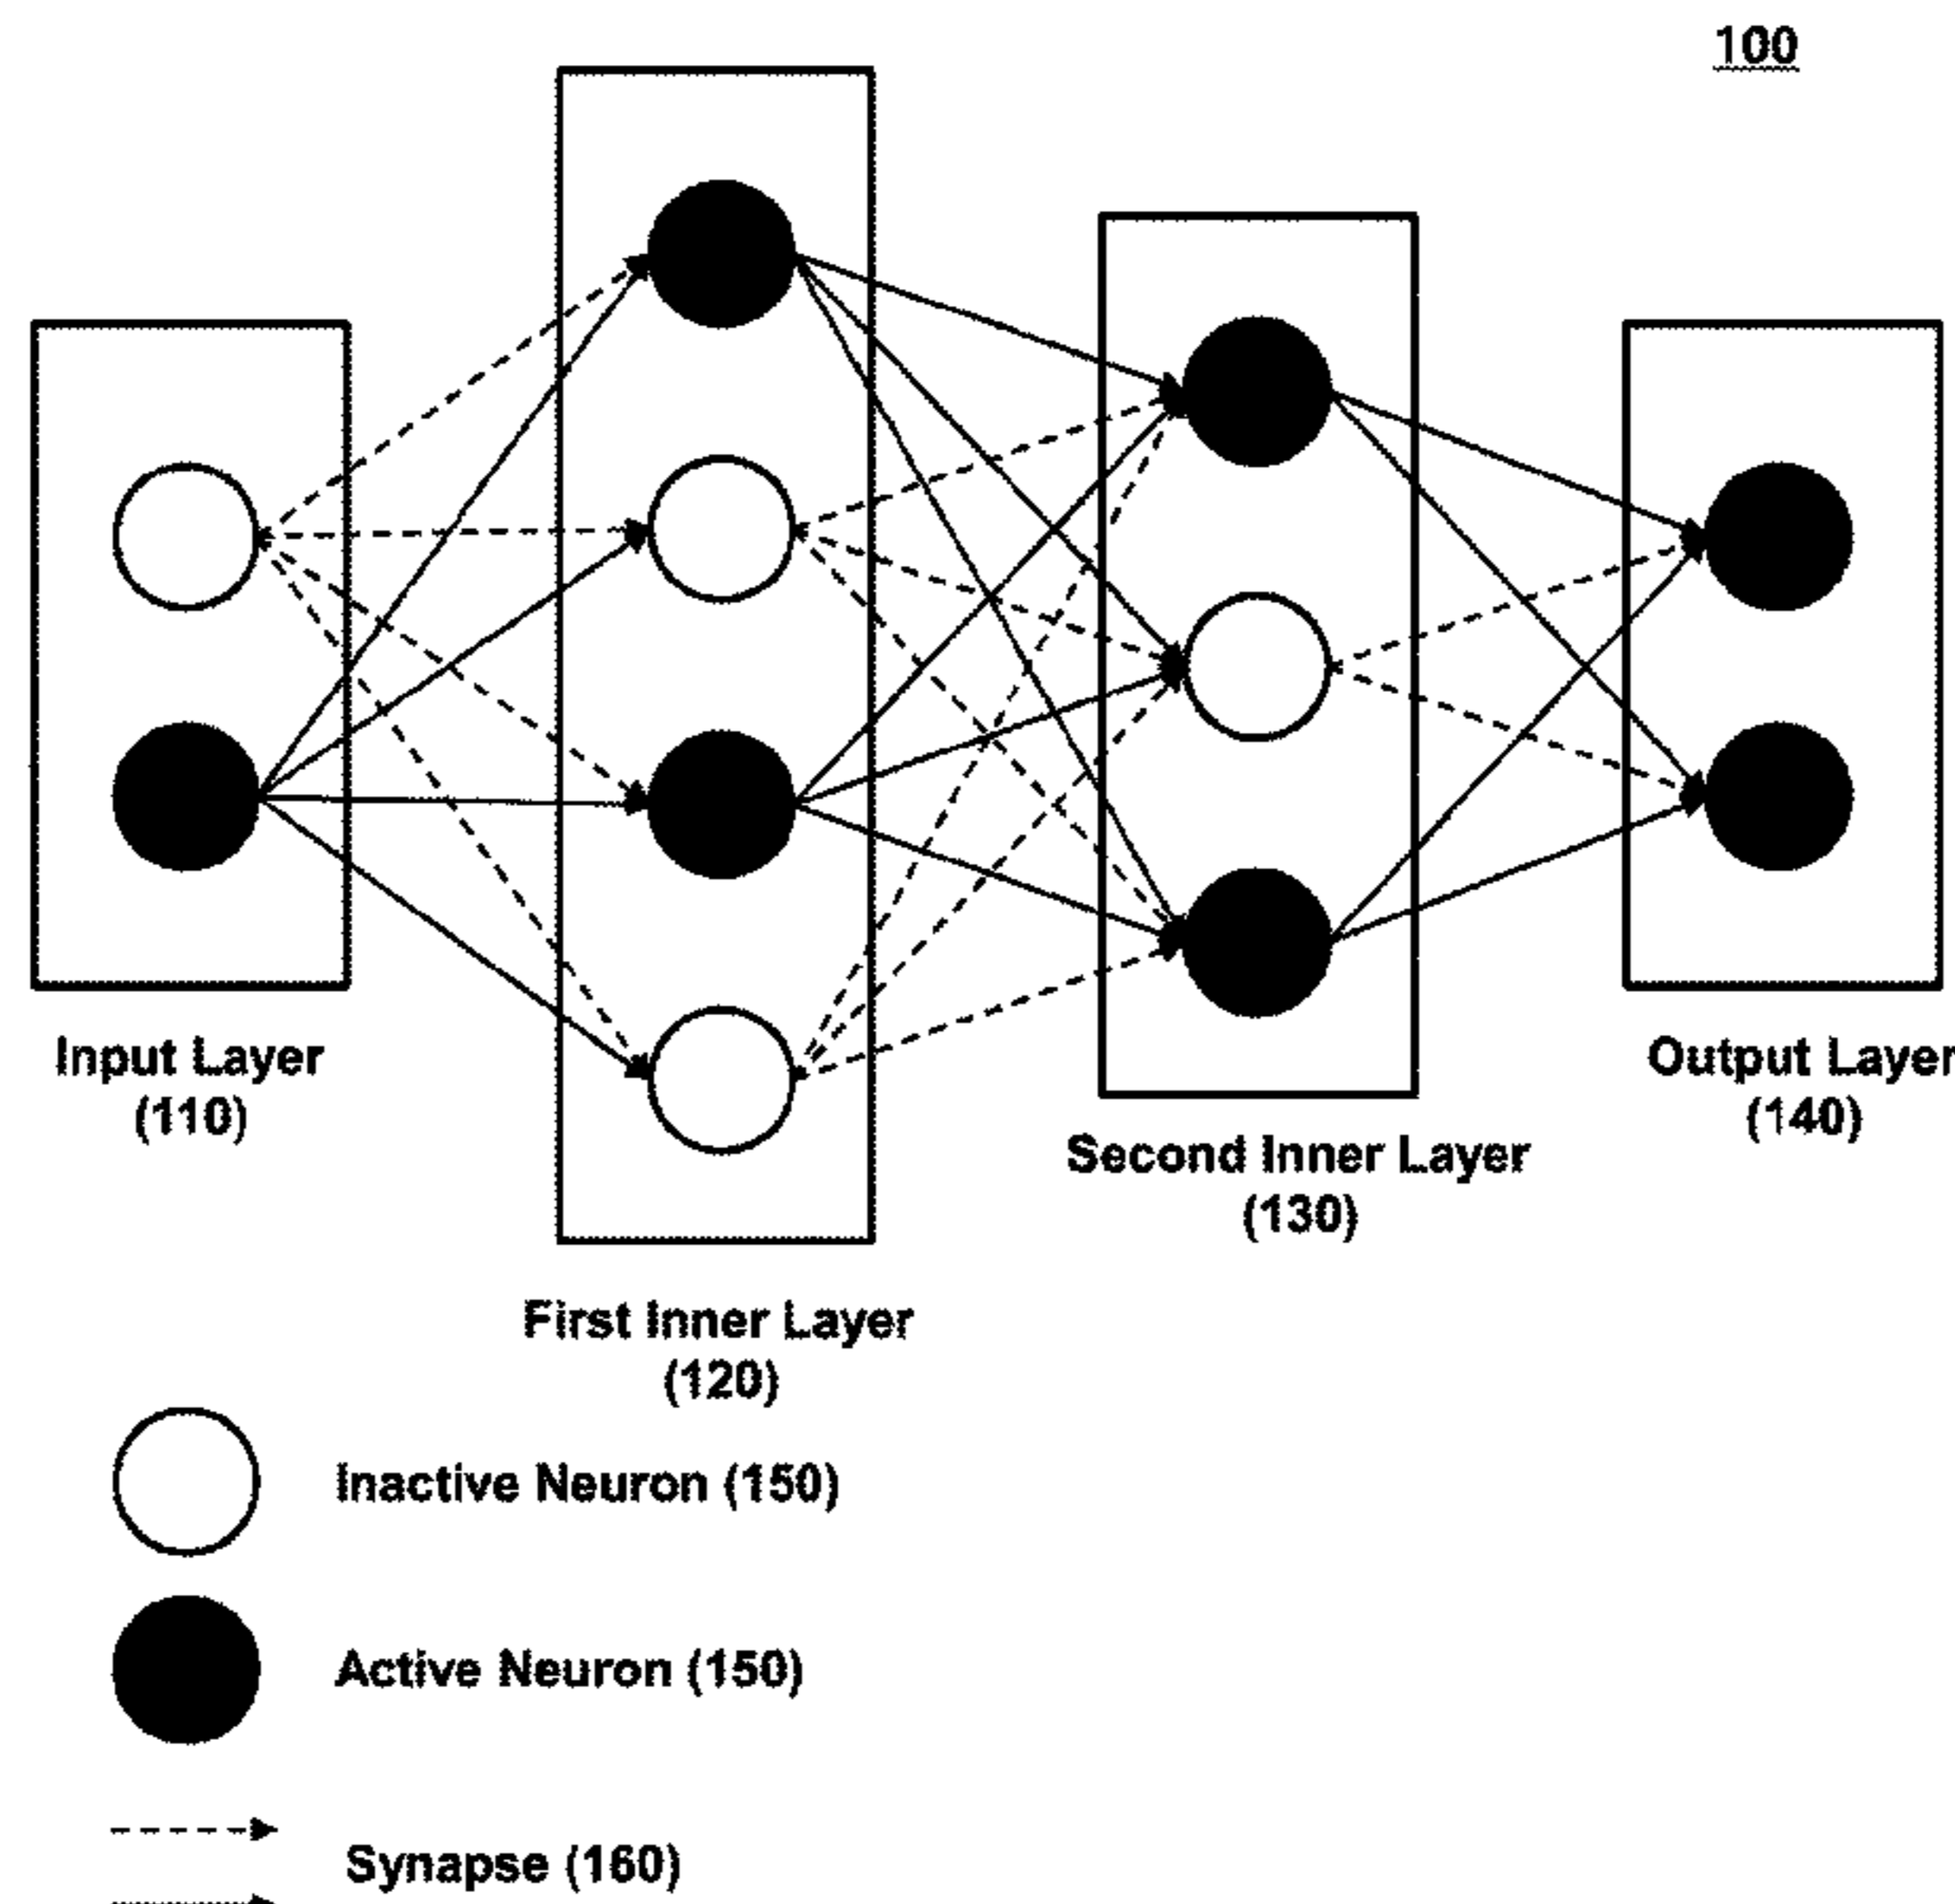 100
Input Layer
(110)
Output Layer
(140)
Second Inner Layer
(130)
First Inner Layer
(120)
Inactive Neuron (150)
Active Neuron (150)
Synapse (160)